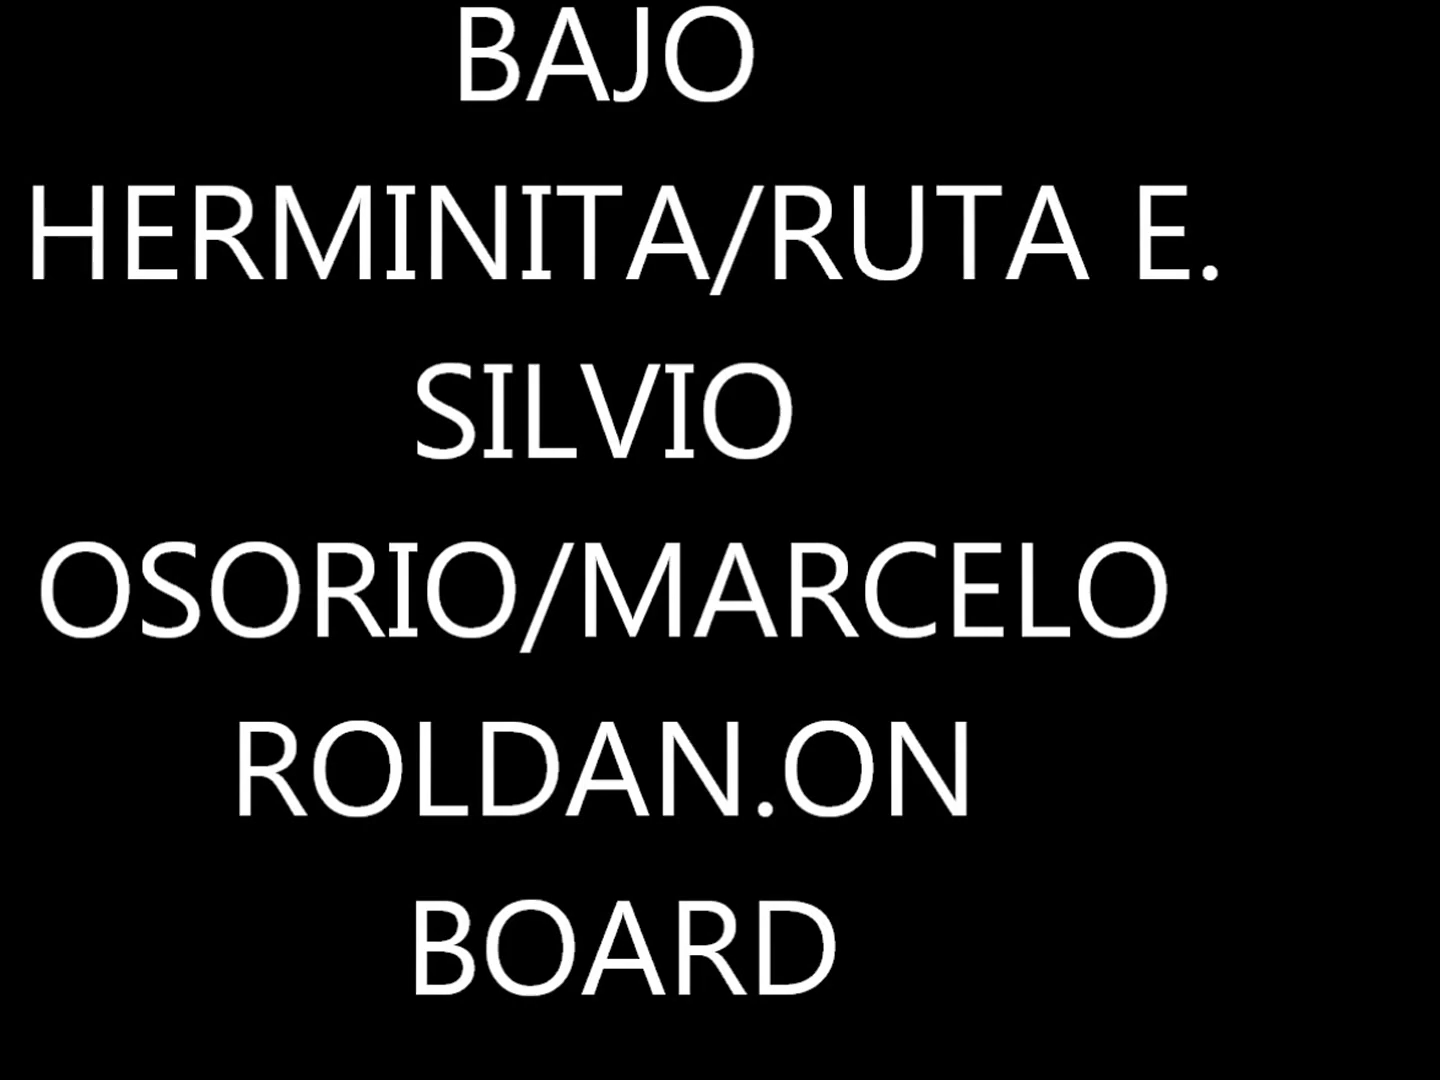 BAJO
HERMINITA/RUTA E.
SILVIO
OSORIO/MARCELO
ROLDAN.ON
BOARD